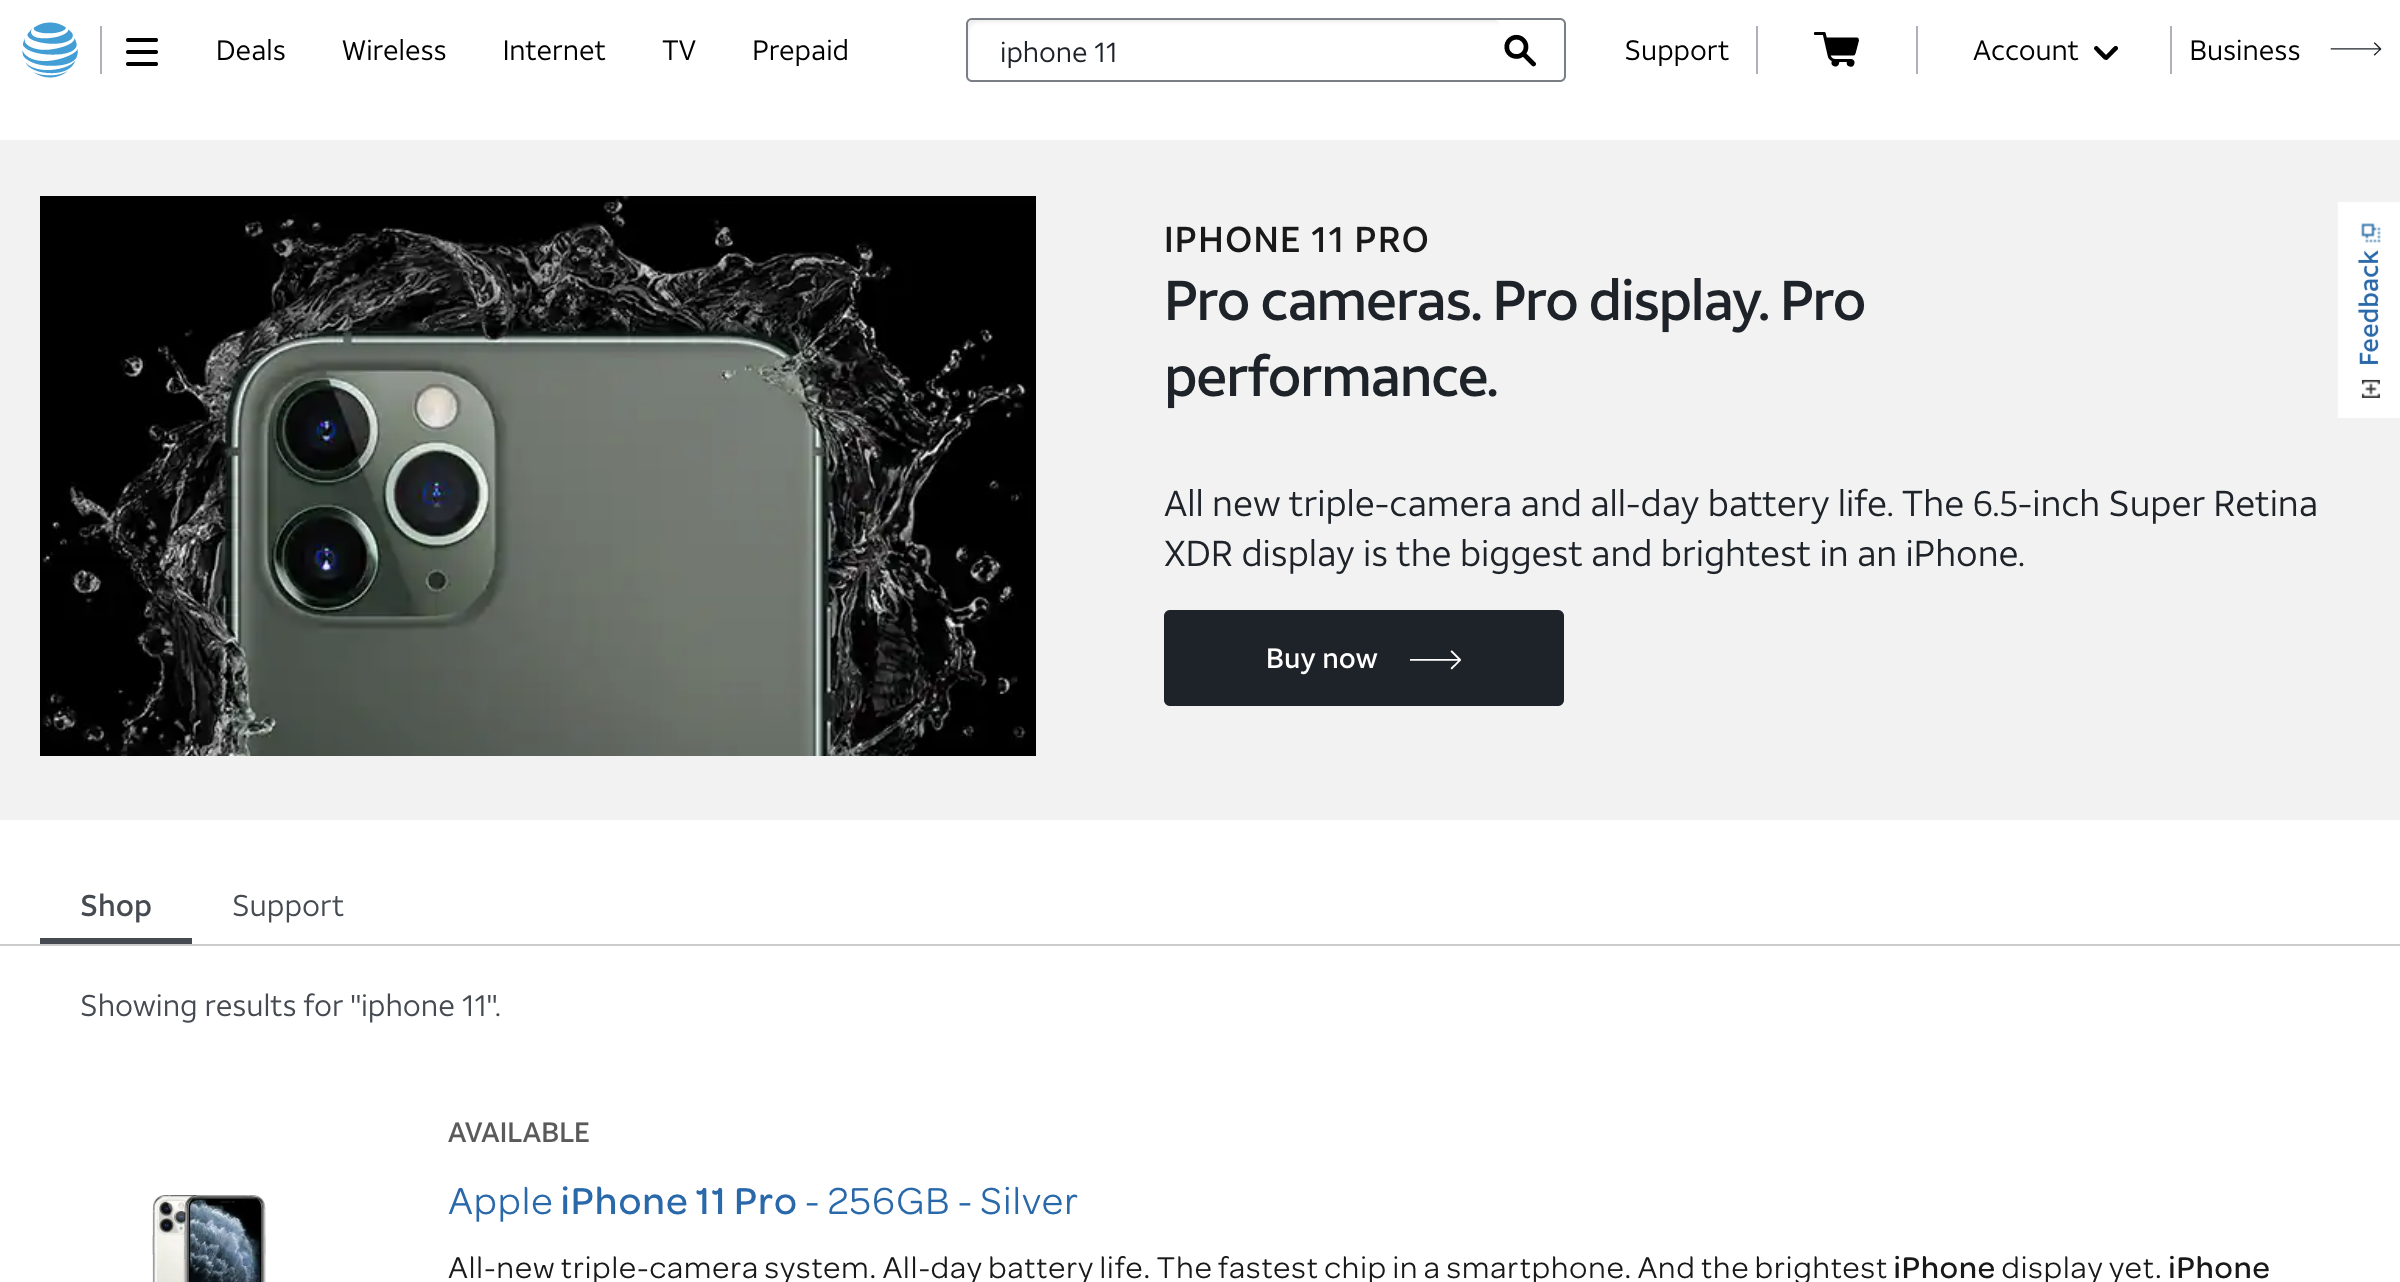 Deals Wireless Internet TV Prepaid iphone 11 Support Account Business
IPHONE 11 PRO
Pro cameras. Pro display. Pro
performance.
All new triple-camera and all-day battery life. The 6.5-inch Super Retina
XDR display is the biggest and brightest in an iPhone.
Buy now
[+] Feedback
Shop Support
Showing results for "iphone 11".
AVAILABLE
Apple iPhone 11 Pro - 256GB - Silver
All-new triple-camera system. All-day battery life. The fastest chip in a smartphone. And the brightest iPhone display yet. iPhone